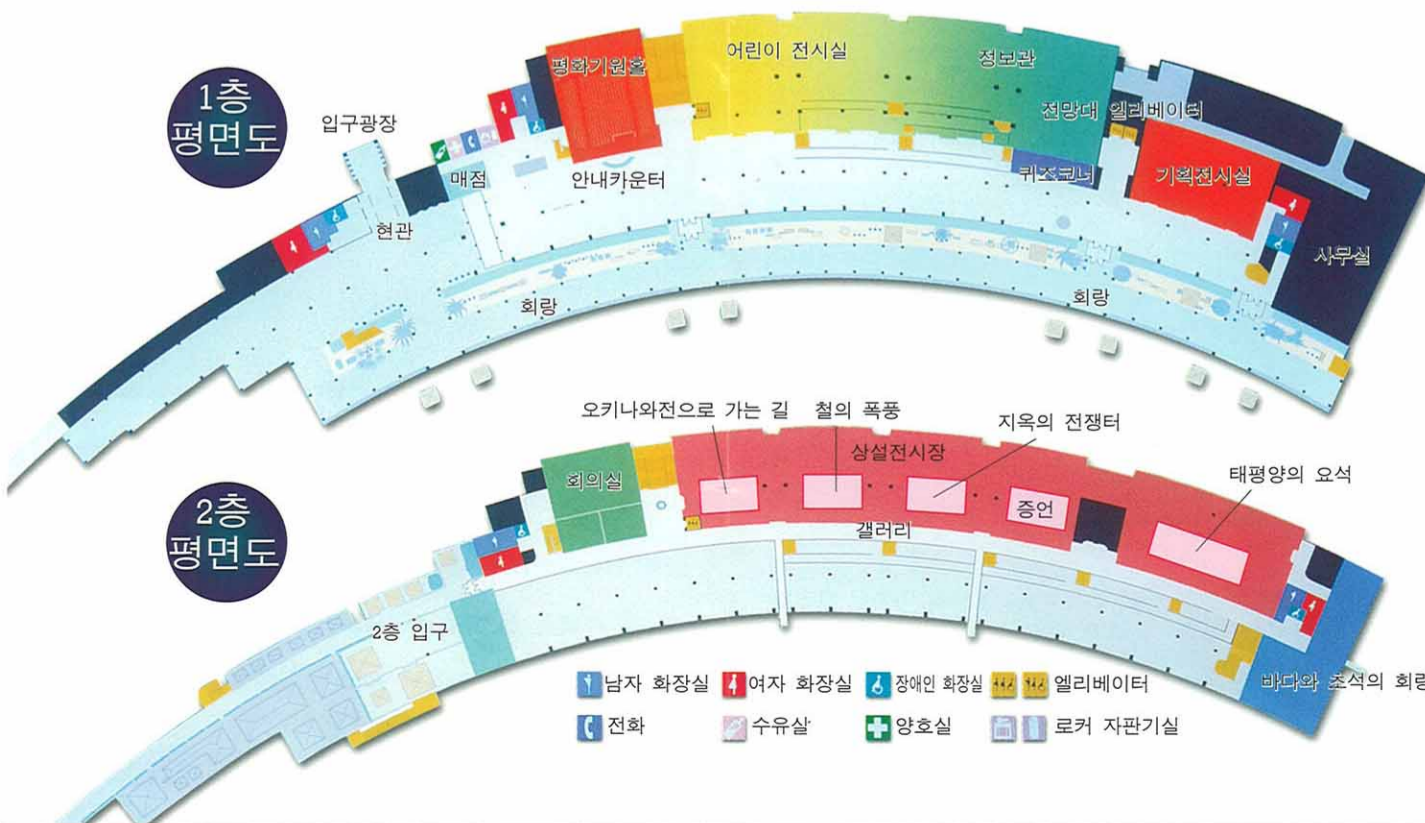 1층
평면도
입구광장
평화기원홀
어린이 전시실
정보관
전망대 엘리베이터
매점
안내카운터
퀴즈코너
기획전시실
현관
사무실
회랑
회랑
2층
평면도
오키나와전으로 가는 길
철의 폭풍
지옥의 전쟁터
태평양의 요석
상설전시장
회의실
증언
갤러리
2층 입구
바다와 초석의 회랑
남자 화장실
여자 화장실
장애인 화장실
엘리베이터
전화
수유실
양호실
로커 자판기실